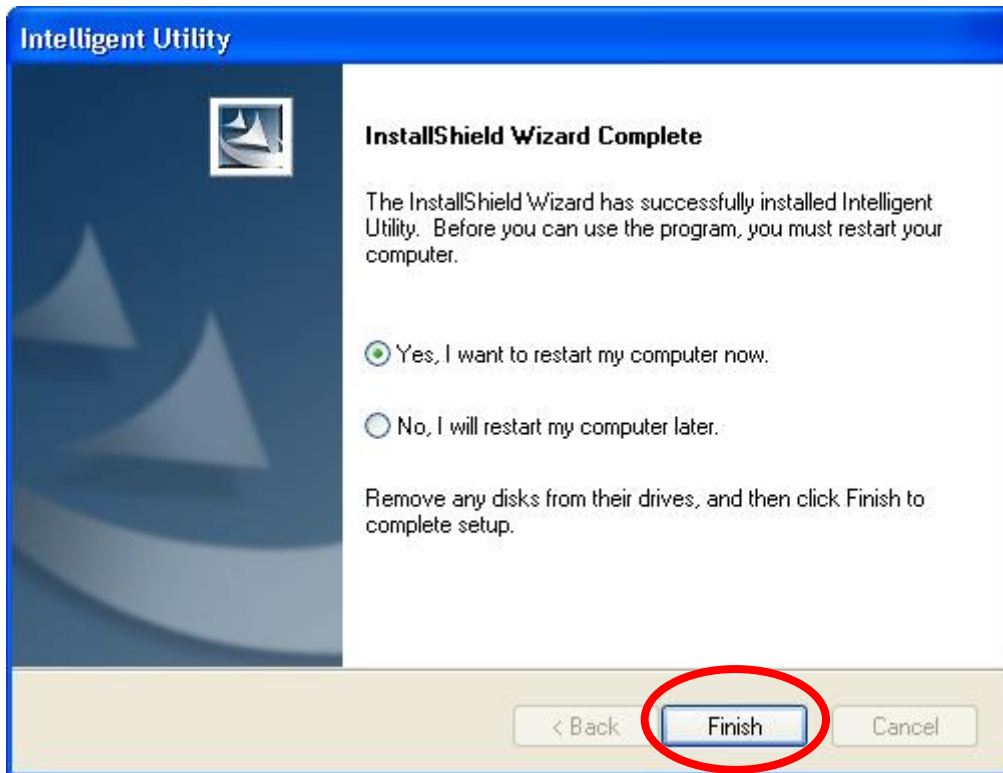 Intelligent Utility
InstallShield Wizard Complete
The InstallShield Wizard has successfully installed Intelligent
Utility. Before you can use the program, you must restart your
computer.
Yes, I want to restart my computer now.
No, I will restart my computer later.
Remove any disks from their drives, and then click Finish to
complete setup.
< Back Finish Cancel